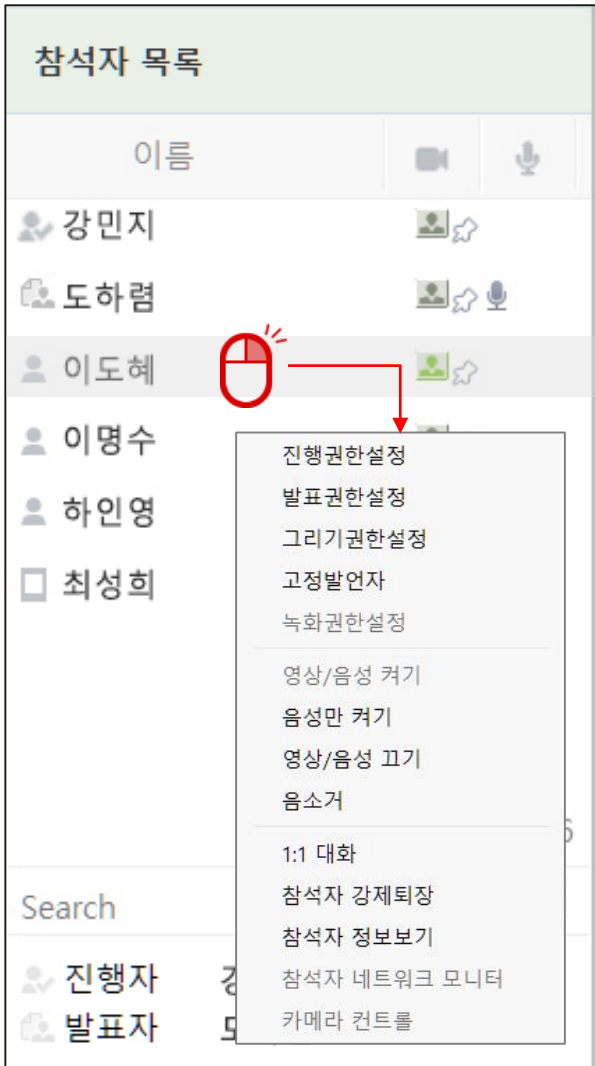 참석자 목록
이름
강민지
도하렴
이도혜
이명수
하인영
최성희
진행권한설정
발표권한설정
그리기권한설정
고정발언자
녹화권한설정
영상/음성 켜기
음성만 켜기
영상/음성 끄기
음소거
1:1 대화
참석자 강제퇴장
참석자 정보보기
참석자 네트워크 모니터
카메라 컨트롤
Search
진행자
발표자